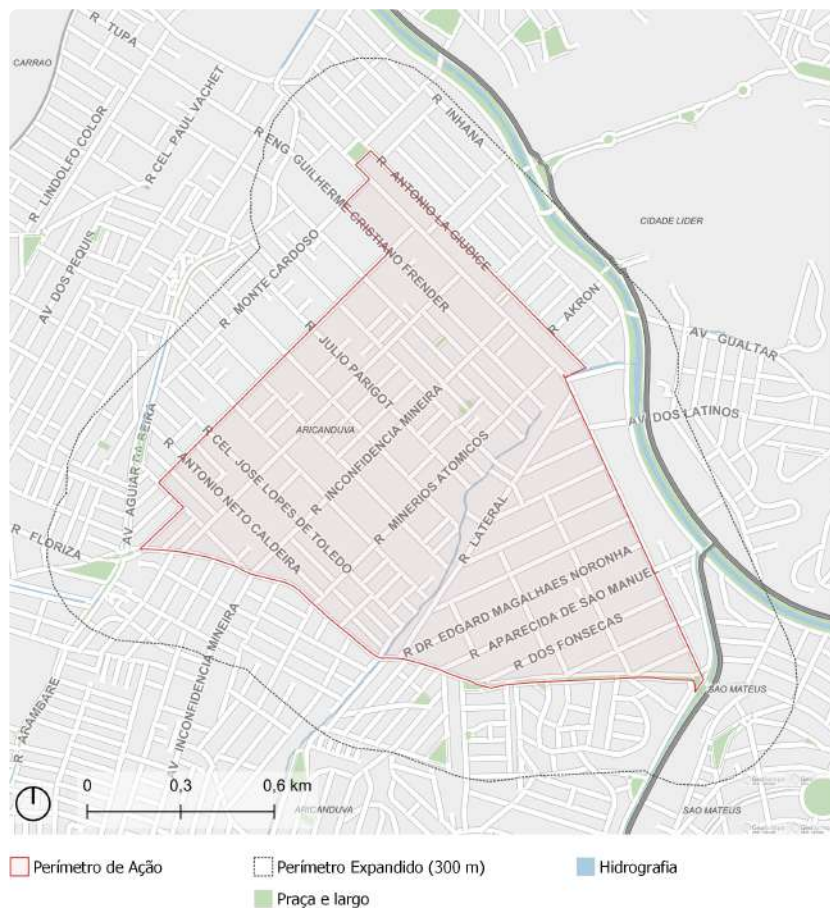 R TUPA
CARRAO
R CEL PAUL VACHET
R LINDOLFO COLOR
R INHANA
R ENG GUILHERME CRISTIANO FRENDER
R ANTONIO LA GIUDICE
CIDADE LIDER
AV DOS PEQUIS
R MONTE CARDOSO
R AKRON
AV GUALTAR
R JULIO PARIGOT
AV DOS LATINOS
R INCONFIDENCIA MINEIRA
ARICANDUVA
R CEL JOSE LOPES DE TOLEDO
R MINERIOS ATOMICOS
R ANTONIO NETO CALDEIRA
AV AGUIAR DA BEIRA
R LATERAL
R FLORIZA
R DR EDGARD MAGALHAES NORONHA
R APARECIDA DE SAO MANUEL
R DOS FONSECAS
SAO MATEUS
AV INCONFIDENCIA MINEIRA
R ARAMBARE
0 0,3 0,6 km
ARICANDUVA
SAO MATEUS
Perímetro de Ação
Perímetro Expandido (300 m)
Hidrografia
Praça e largo